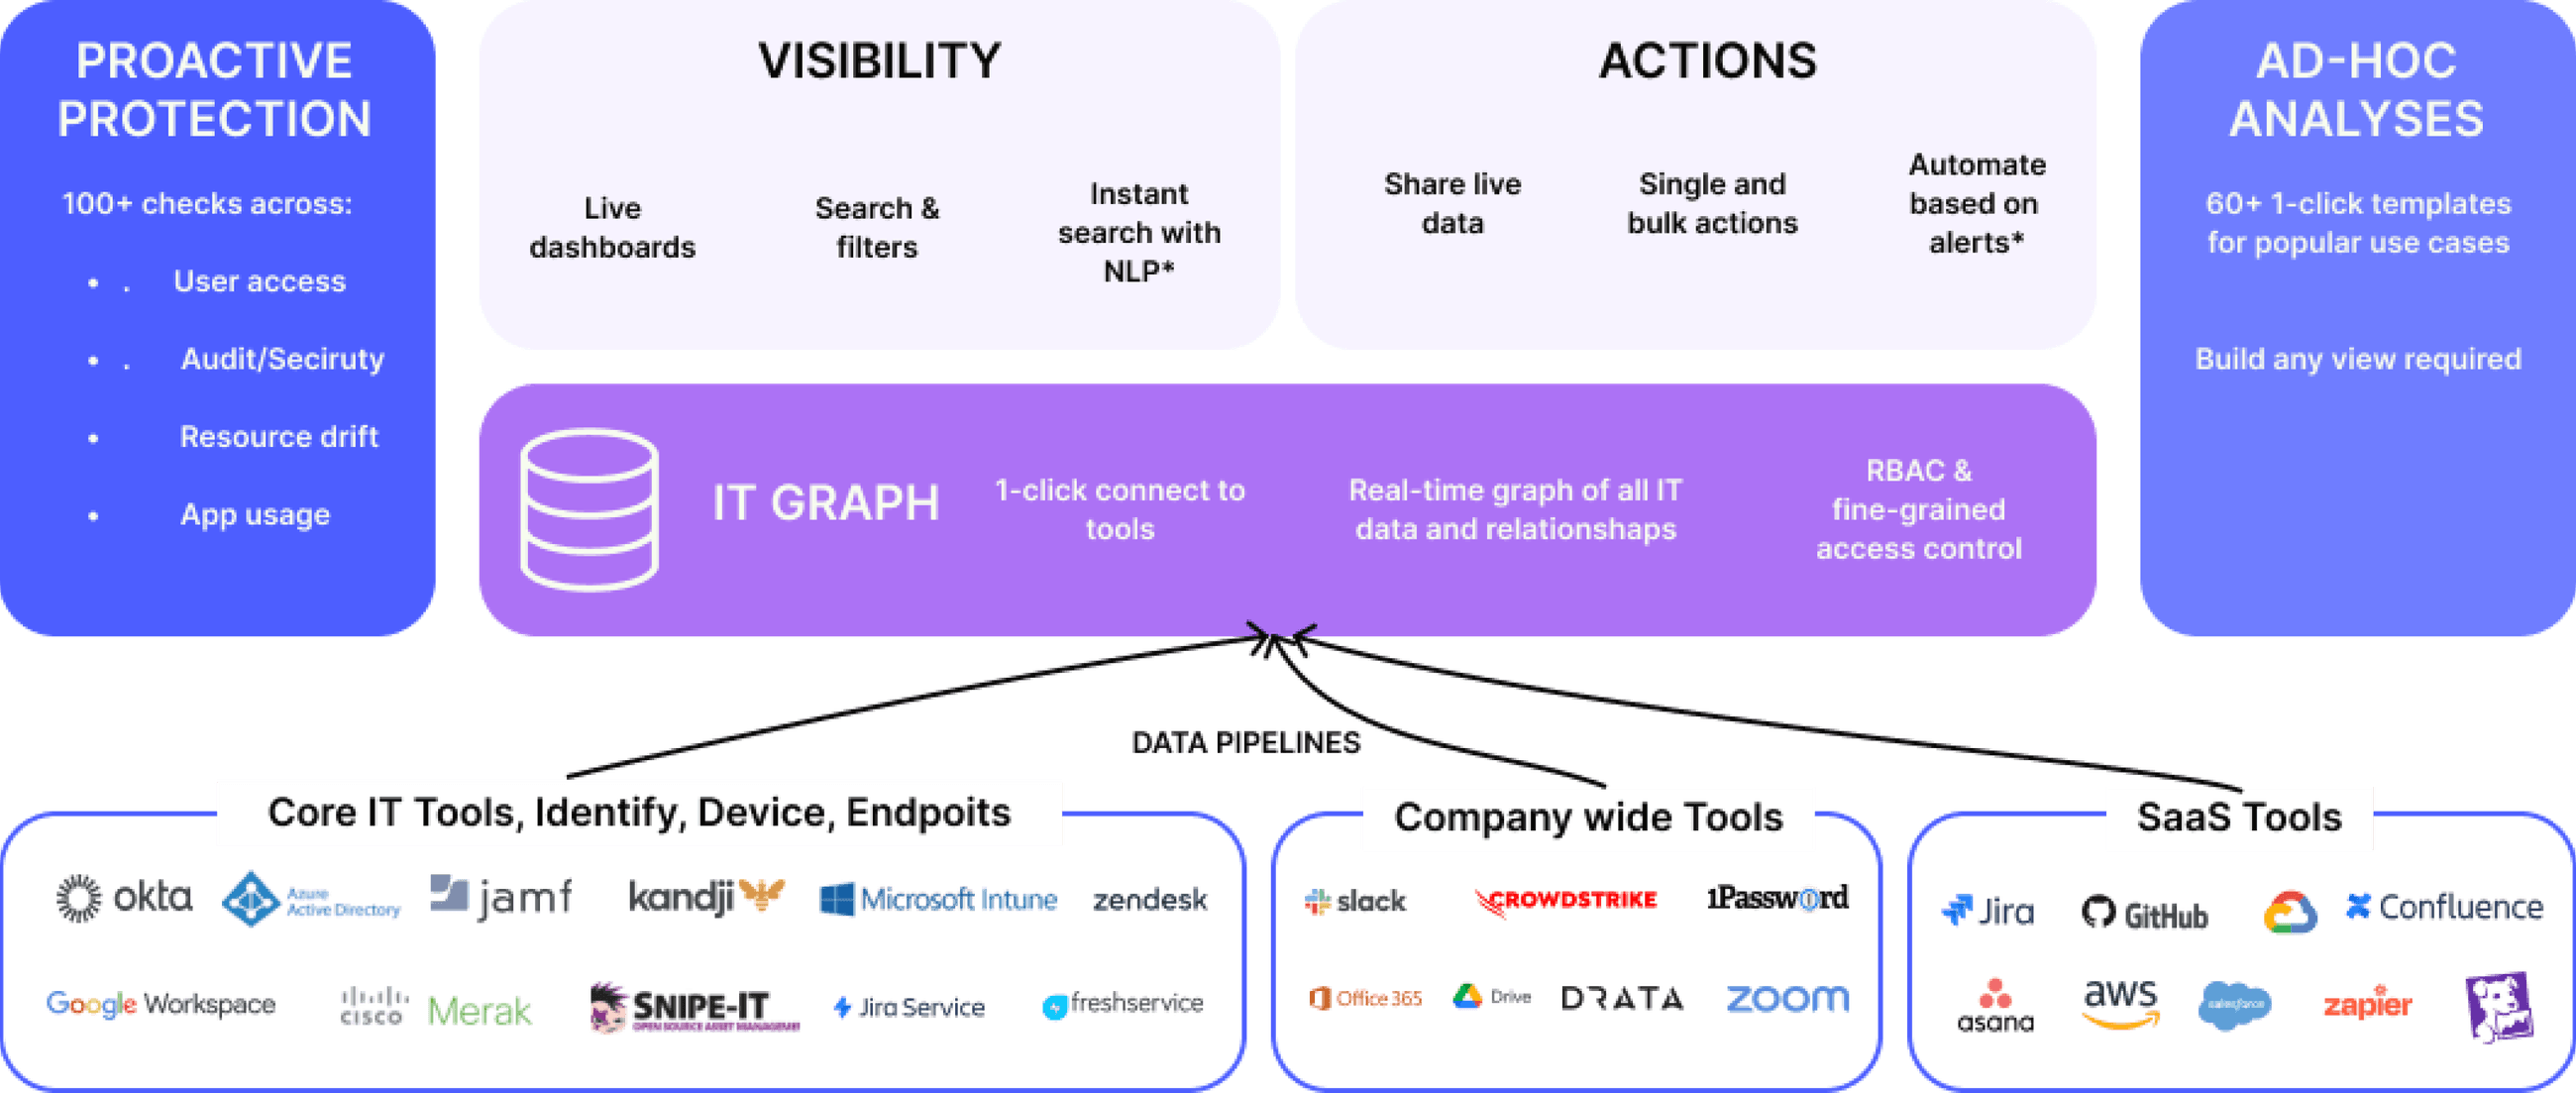 PROACTIVE
PROTECTION
100+ checks across:
• . User access
• . Audit/Seciruty
• Resource drift
• App usage
VISIBILITY
Live
dashboards
Search &
filters
Instant
search with
NLP*
ACTIONS
Share live
data
Single and
bulk actions
Automate
based on
alerts*
AD-HOC
ANALYSES
60+ 1-click templates
for popular use cases
Build any view required
IT GRAPH
1-click connect to
tools
Real-time graph of all IT
data and relationshaps
RBAC &
fine-grained
access control
DATA PIPELINES
Core IT Tools, Identify, Device, Endpoits
okta
Azure
Active Directory
jamf
kandji
Microsoft Intune
zendesk
Google Workspace
cisco
Meraki
SNIPE-IT
OPEN SOURCE ASSET MANAGEME
Jira Service
freshservice
Company wide Tools
slack
CROWDSTRIKE
1Password
Office 365
Drive
DRATA
zoom
SaaS Tools
Jira
GitHub
Confluence
asana
aws
salesforce
zapier